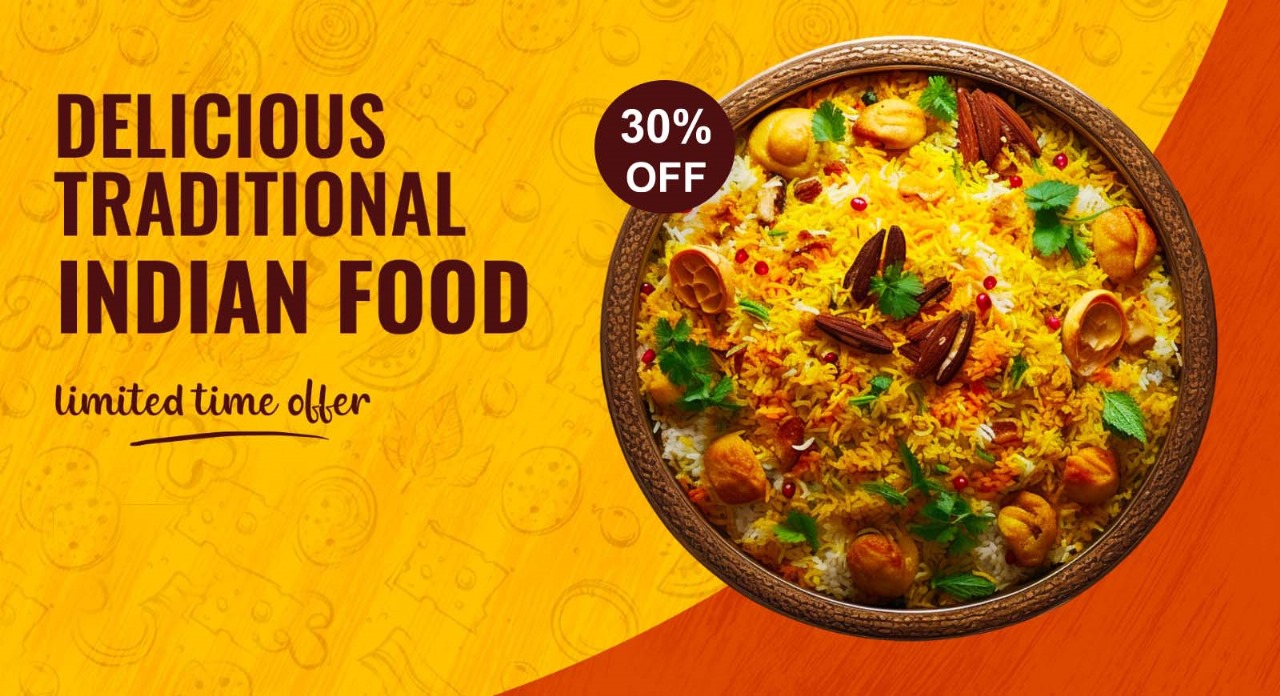 DELICIOUS
TRADITIONAL
INDIAN FOOD
limited time offer
30%
OFF